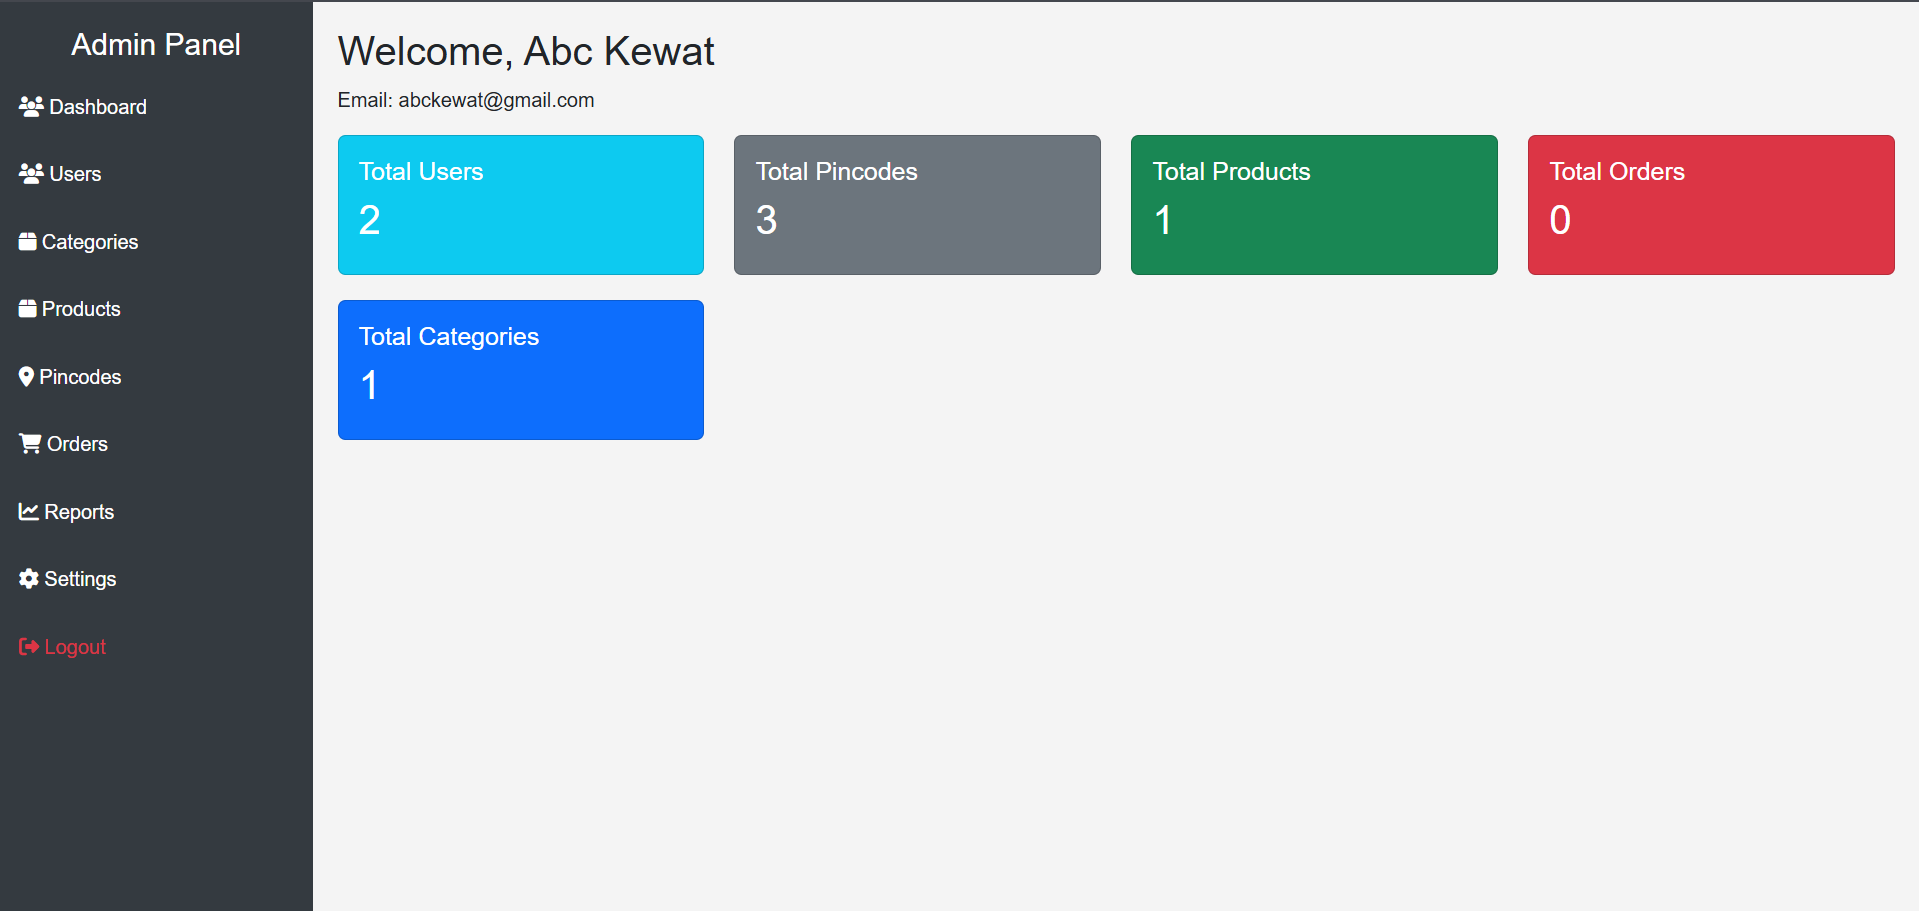 Admin Panel
Dashboard
Users
Categories
Products
Pincodes
Orders
Reports
Settings
Logout
Welcome, Abc Kewat
Email: abckewat@gmail.com
Total Users
2
Total Pincodes
3
Total Products
1
Total Orders
0
Total Categories
1